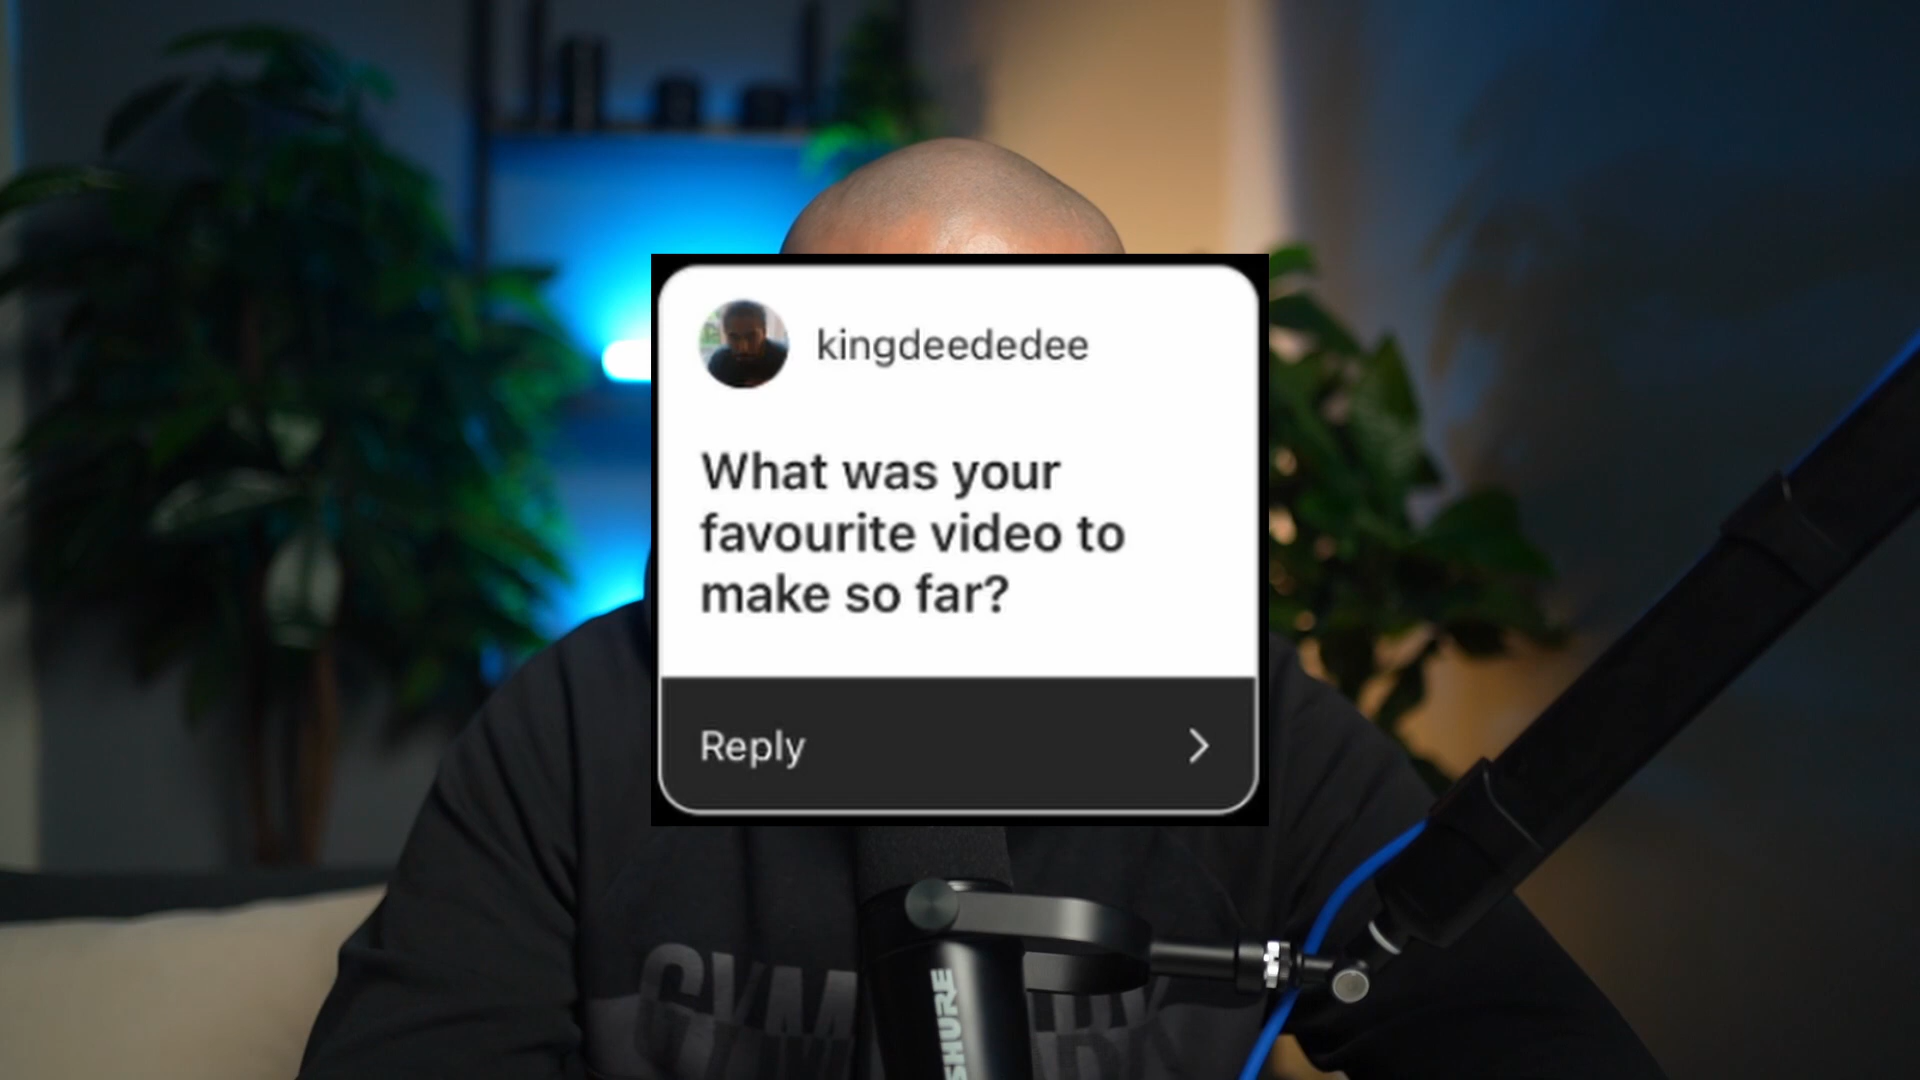 kingdeededee
What was your
favourite video to
make so far?
Reply
SHURE